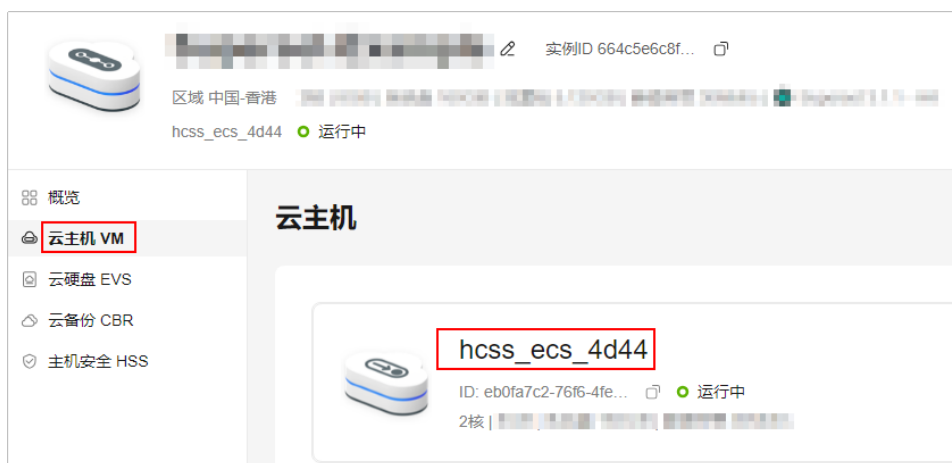 实例ID 664c5e6c8f...
区域 中国-香港
hcss_ecs_4d44 运行中
概览
云主机 VM
云硬盘 EVS
云备份 CBR
主机安全 HSS
云主机
hcss_ecs_4d44
ID: eb0fa7c2-76f6-4fe... 运行中
2核 |